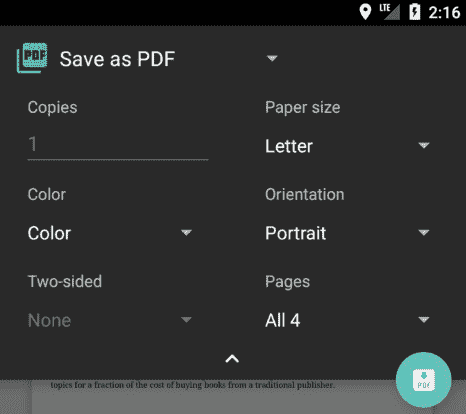 LTE 2:16
PDF Save as PDF
Copies
Paper size
1
Letter
Color
Orientation
Color
Portrait
Two-sided
Pages
None
All 4
PDF
topics for a fraction of the cost of buying books from a traditional publisher.